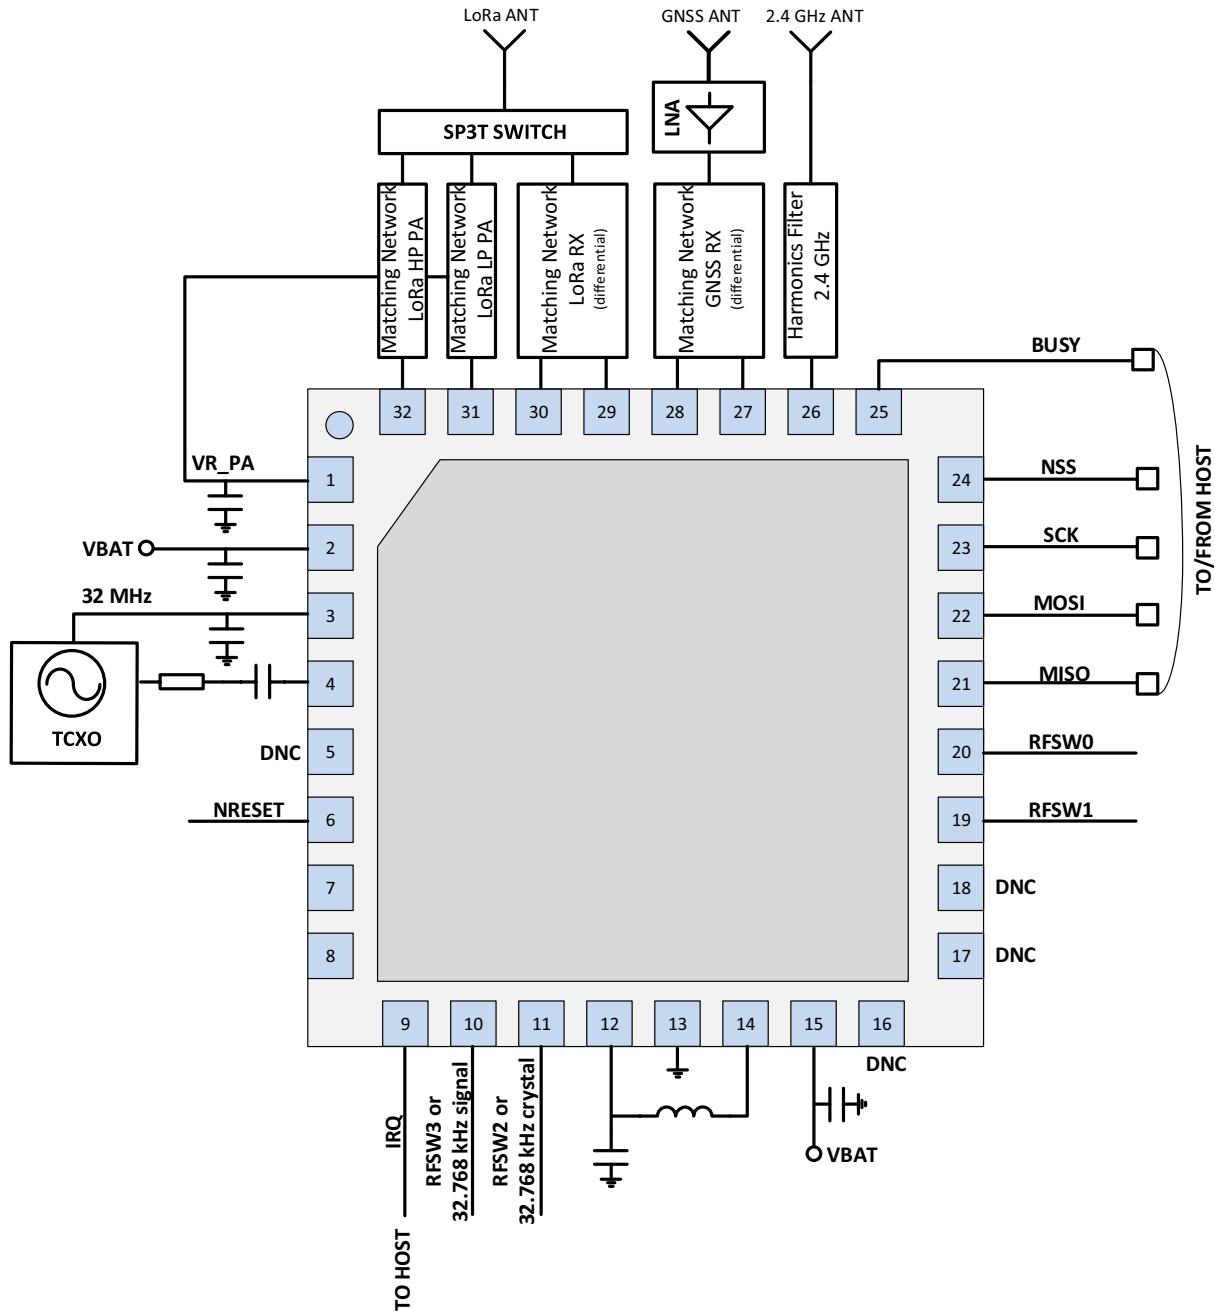 LoRa ANT
GNSS ANT
2.4 GHz ANT
LNA
SP3T SWITCH
Matching Network
LoRa HP PA
Matching Network
LoRa LP PA
Matching Network
LoRa RX
(differential)
Matching Network
GNSS RX
(differential)
Harmonics Filter
2.4 GHz
BUSY
32
31
30
29
28
27
26
25
VR_PA
1
24
NSS
VBAT
2
23
SCK
32 MHz
3
22
MOSI
TO/FROM HOST
4
21
MISO
TCXO
DNC
5
20
RFSW0
NRESET
6
19
RFSW1
7
18
DNC
8
17
DNC
9
10
11
12
13
14
15
16
DNC
IRQ
TO HOST
RFSW3 or
32.768 kHz signal
RFSW2 or
32.768 kHz crystal
VBAT